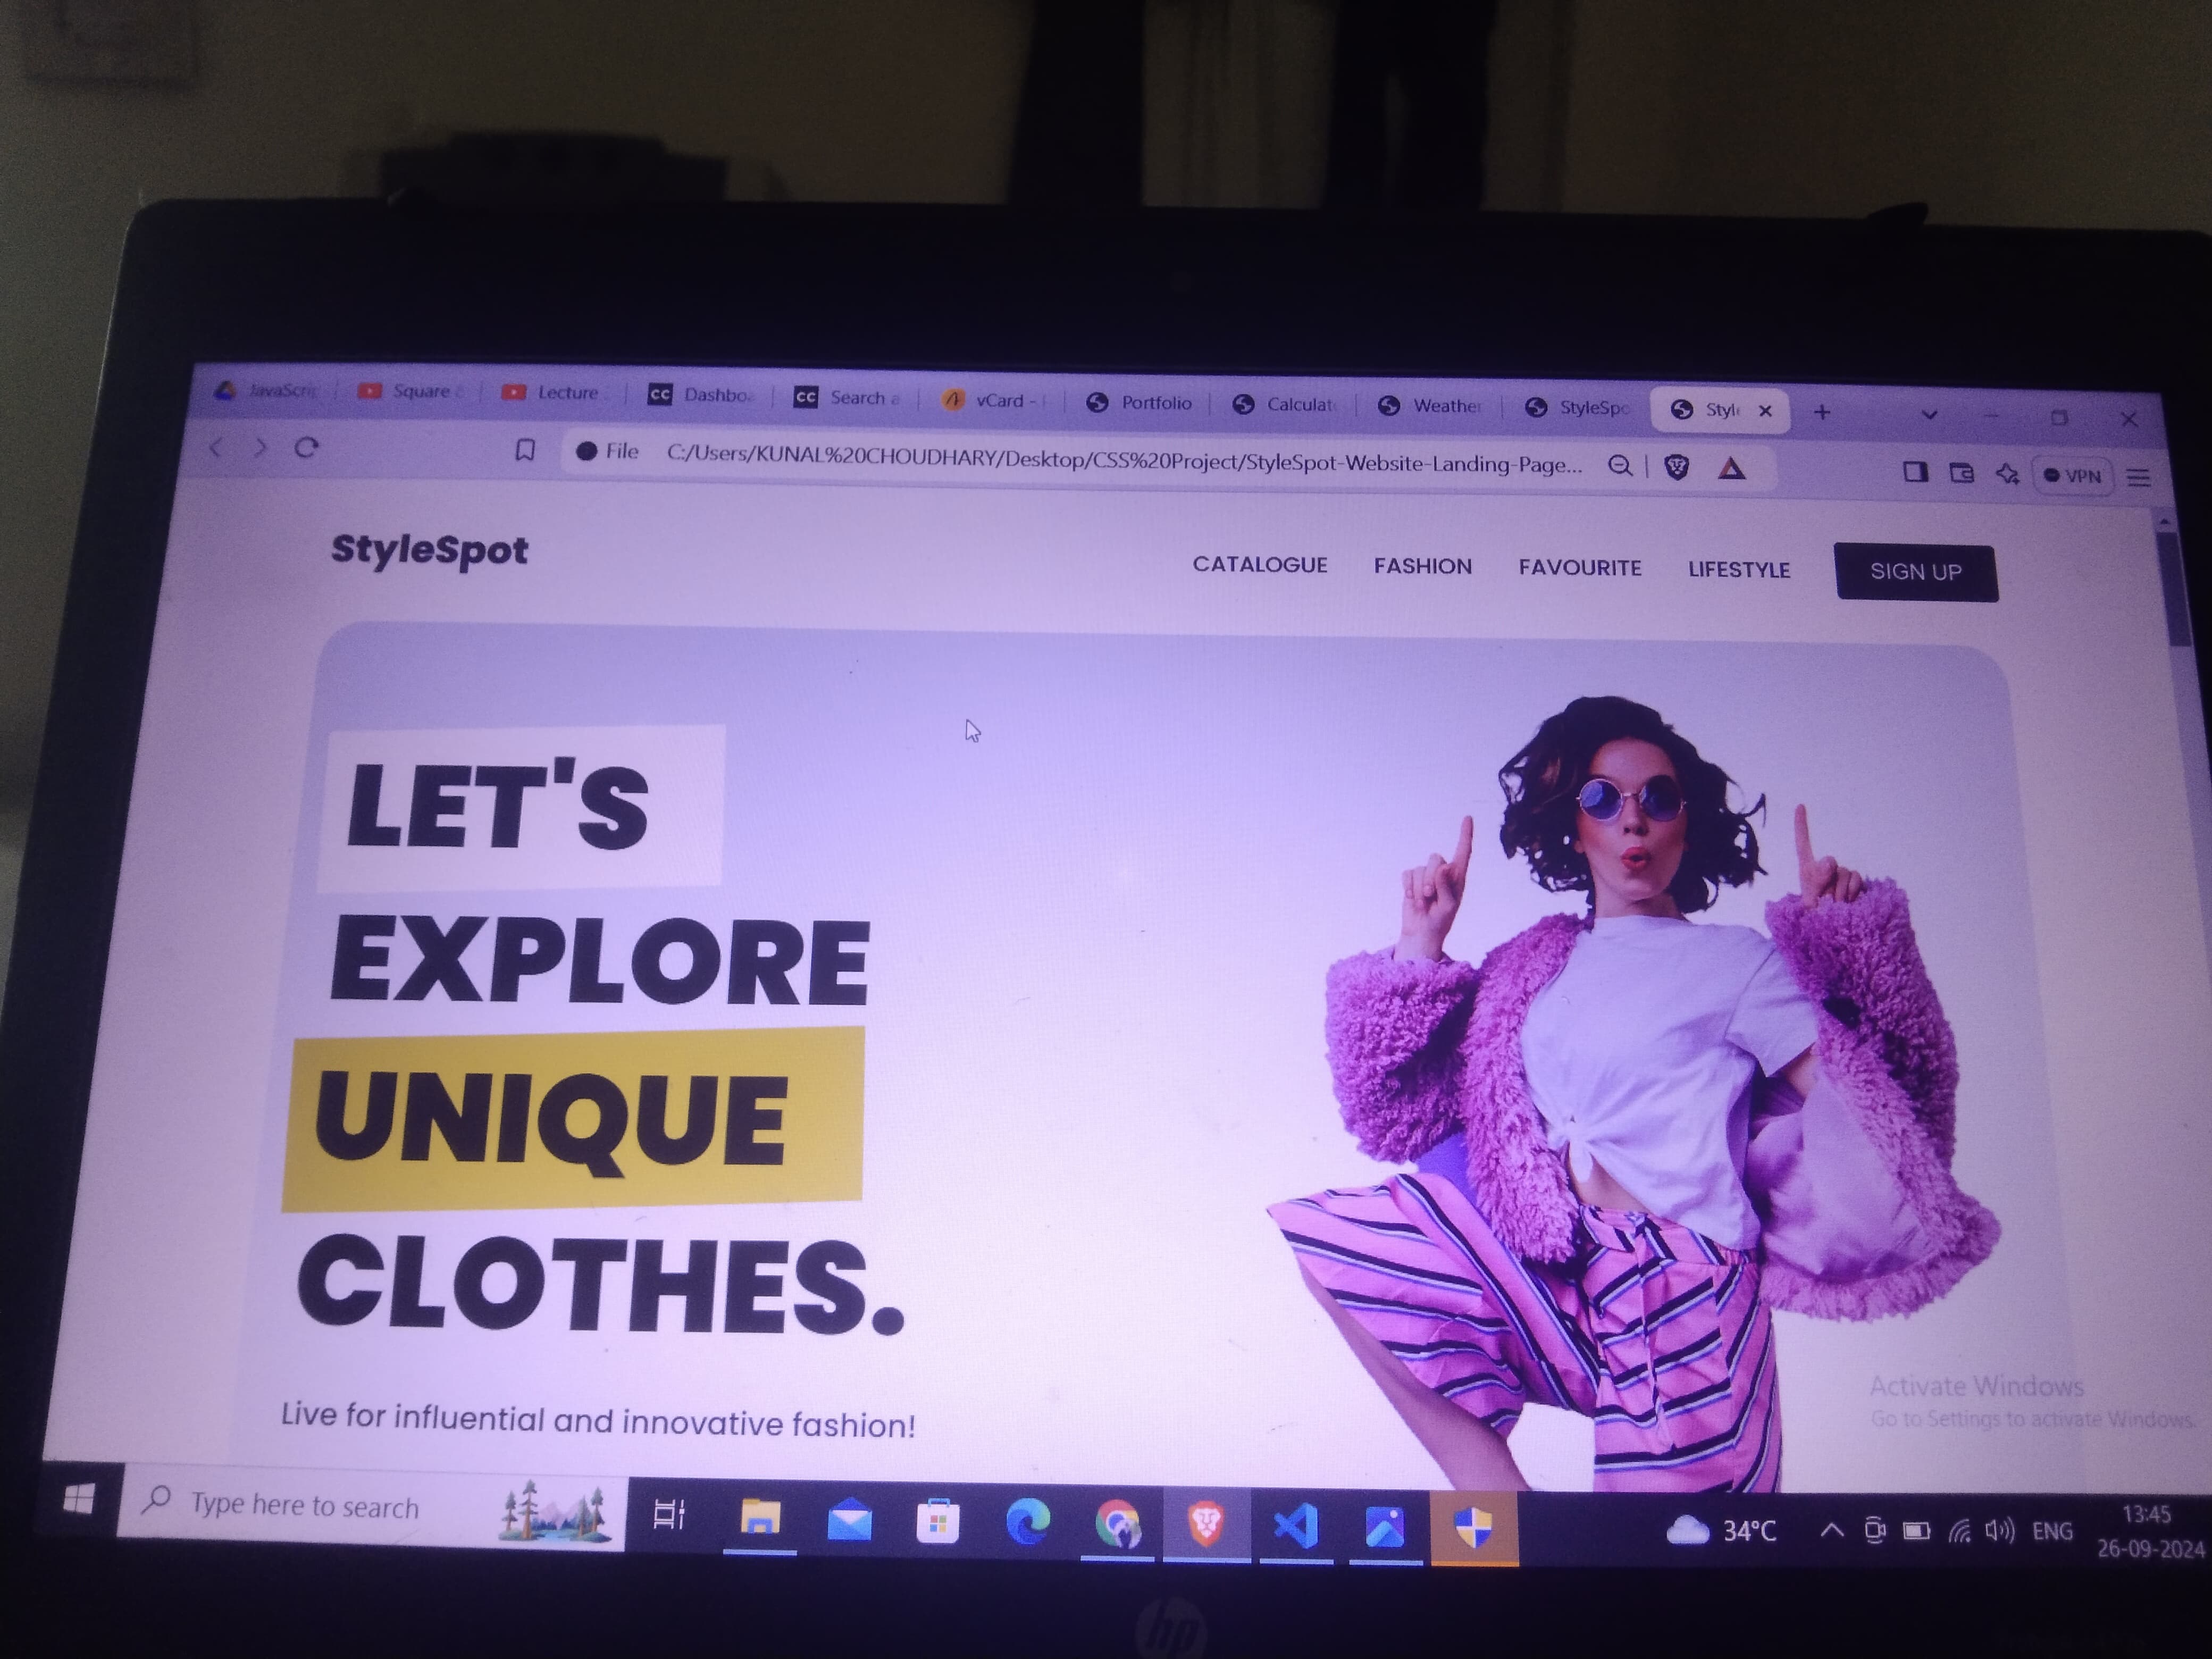 JavaScri
Square
Lecture
Dashbo
Search a
vCard -
Portfolio
Calculat
Weather
StyleSpo
Styl
File C:/Users/KUNAL%20CHOUDHARY/Desktop/CSS%20Project/StyleSpot-Website-Landing-Page...
VPN
StyleSpot
CATALOGUE FASHION FAVOURITE LIFESTYLE SIGN UP
LET'S
EXPLORE
UNIQUE
CLOTHES.
Live for influential and innovative fashion!
Activate Windows
Go to Settings to activate Windows.
Type here to search
34°C
ENG
13:45
26-09-2024
hp